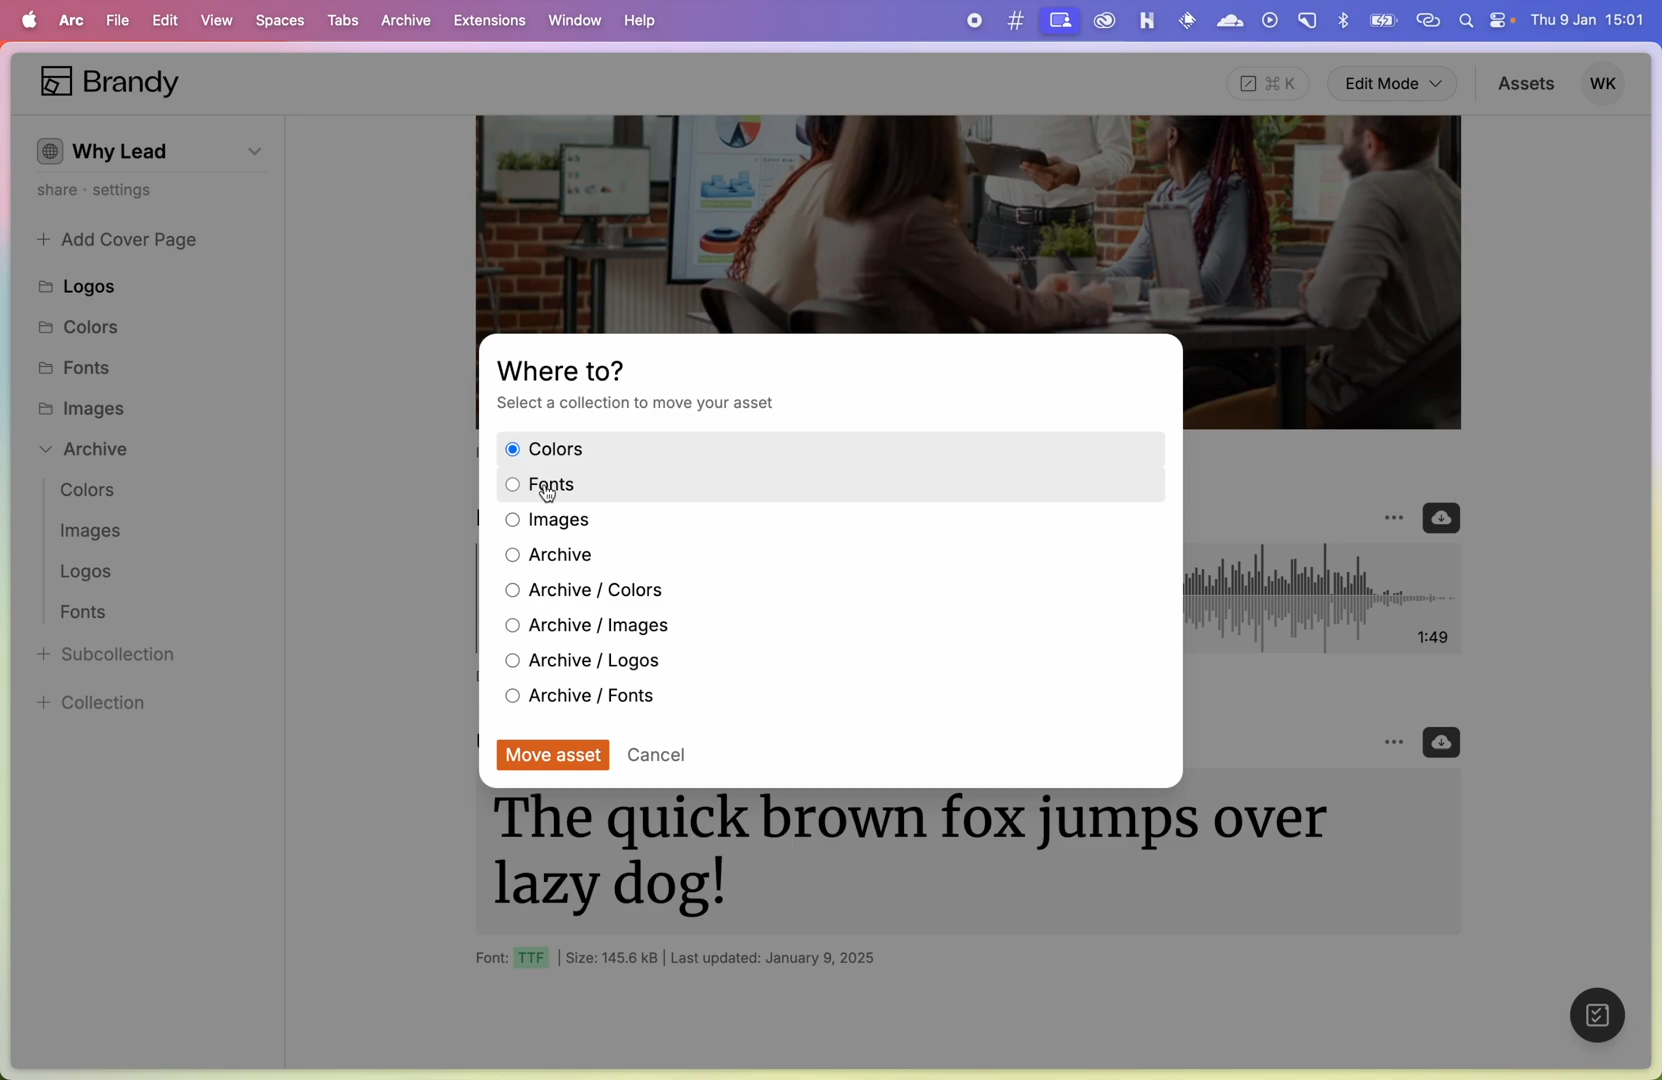 Arc File Edit View Spaces Tabs Archive Extensions Window Help Thu 9 Jan 15:01
Brandy
⌘ K
Edit Mode
Assets
WK
Why Lead
share · settings
+ Add Cover Page
Logos
Colors
Fonts
Images
Archive
Colors
Images
Logos
Fonts
+ Subcollection
+ Collection
Where to?
Select a collection to move your asset
Colors
Fonts
Images
Archive
Archive / Colors
Archive / Images
Archive / Logos
Archive / Fonts
Move asset
Cancel
1:49
The quick brown fox jumps over
lazy dog!
Font: TTF | Size: 145.6 kB | Last updated: January 9, 2025